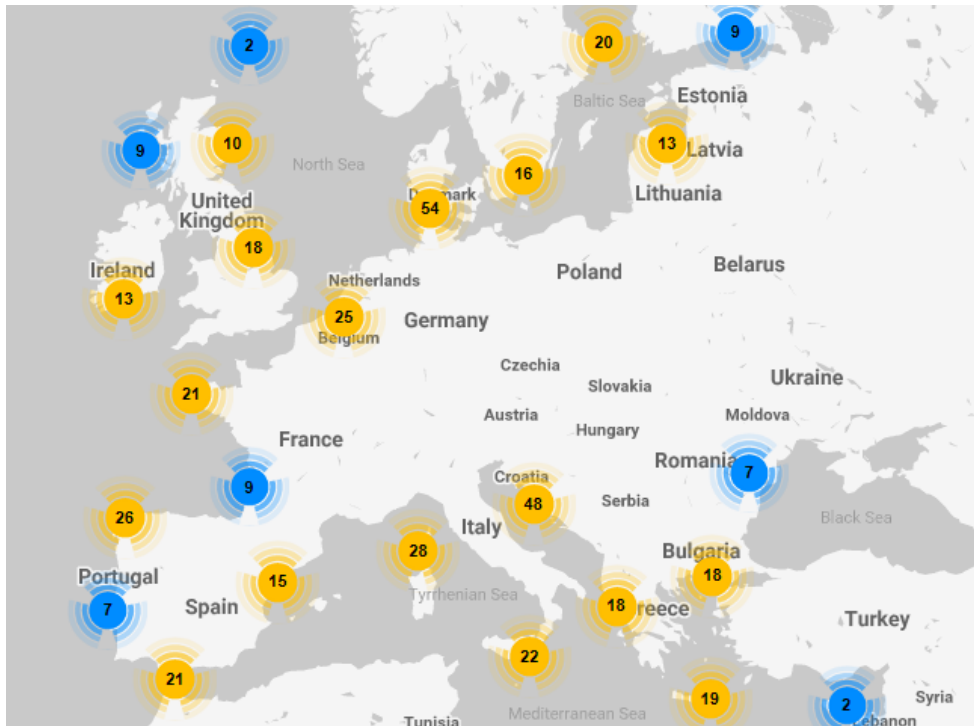 2
20
9
Baltic Sea
Estonia
10
9
13
Latvia
North Sea
16
Denmark
Lithuania
54
United
Kingdom
18
Ireland
13
Netherlands
Poland
Belarus
25
Germany
Belgium
Czechia
Slovakia
Ukraine
21
Austria
Moldova
Hungary
France
Romania
7
Croatia
9
48
Serbia
26
Italy
Black Sea
28
Bulgaria
18
Portugal
15
Tyrrhenian Sea
7
Spain
18
reece
Turkey
22
21
19
Syria
2
Lebanon
Mediterranean Sea
Tunisia